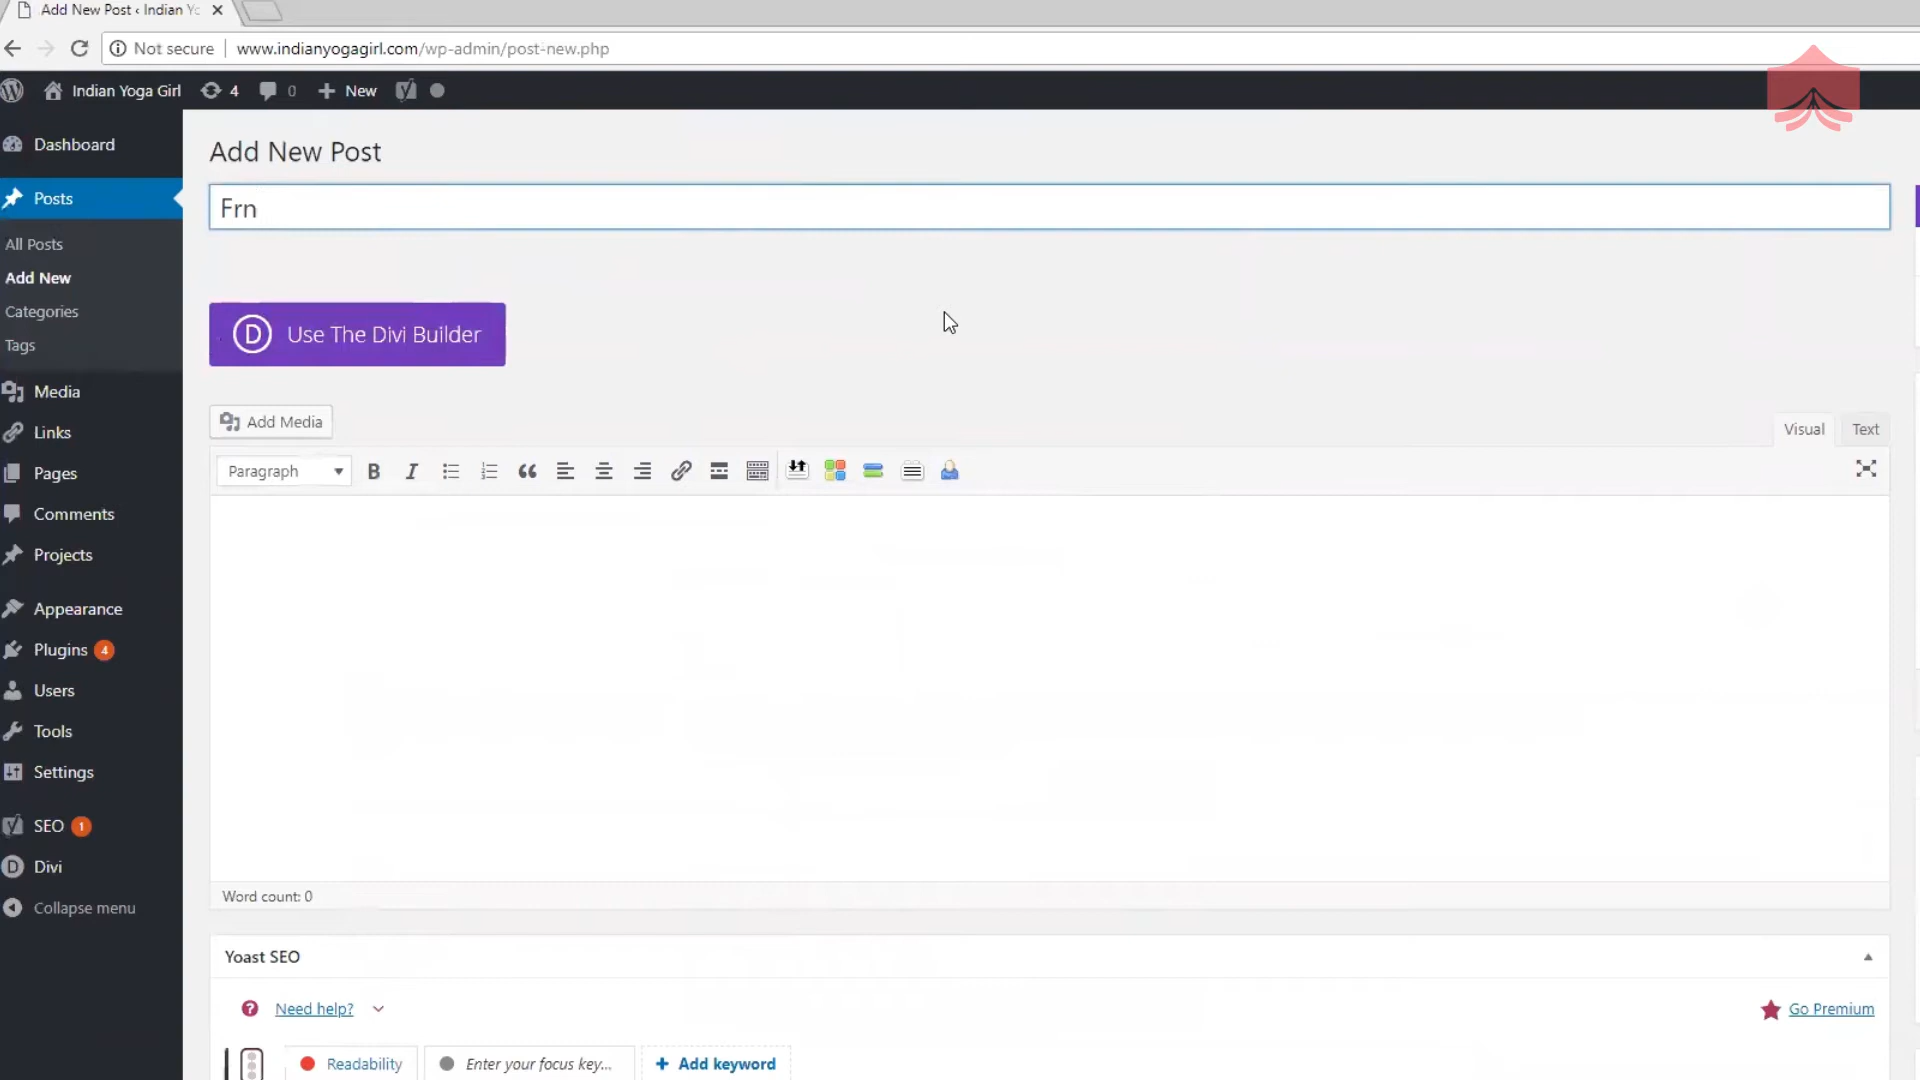 Add New Post ‹ Indian Yo
Not secure | www.indianyogagirl.com/wp-admin/post-new.php
Indian Yoga Girl 4 0 + New
Dashboard
Posts
All Posts
Add New
Categories
Tags
Media
Links
Pages
Comments
Projects
Appearance
Plugins 4
Users
Tools
Settings
SEO 1
Divi
Collapse menu
Add New Post
Frn
D Use The Divi Builder
Add Media
Visual Text
Paragraph B I
Word count: 0
Yoast SEO
Need help?
Go Premium
Readability Enter your focus key... + Add keyword